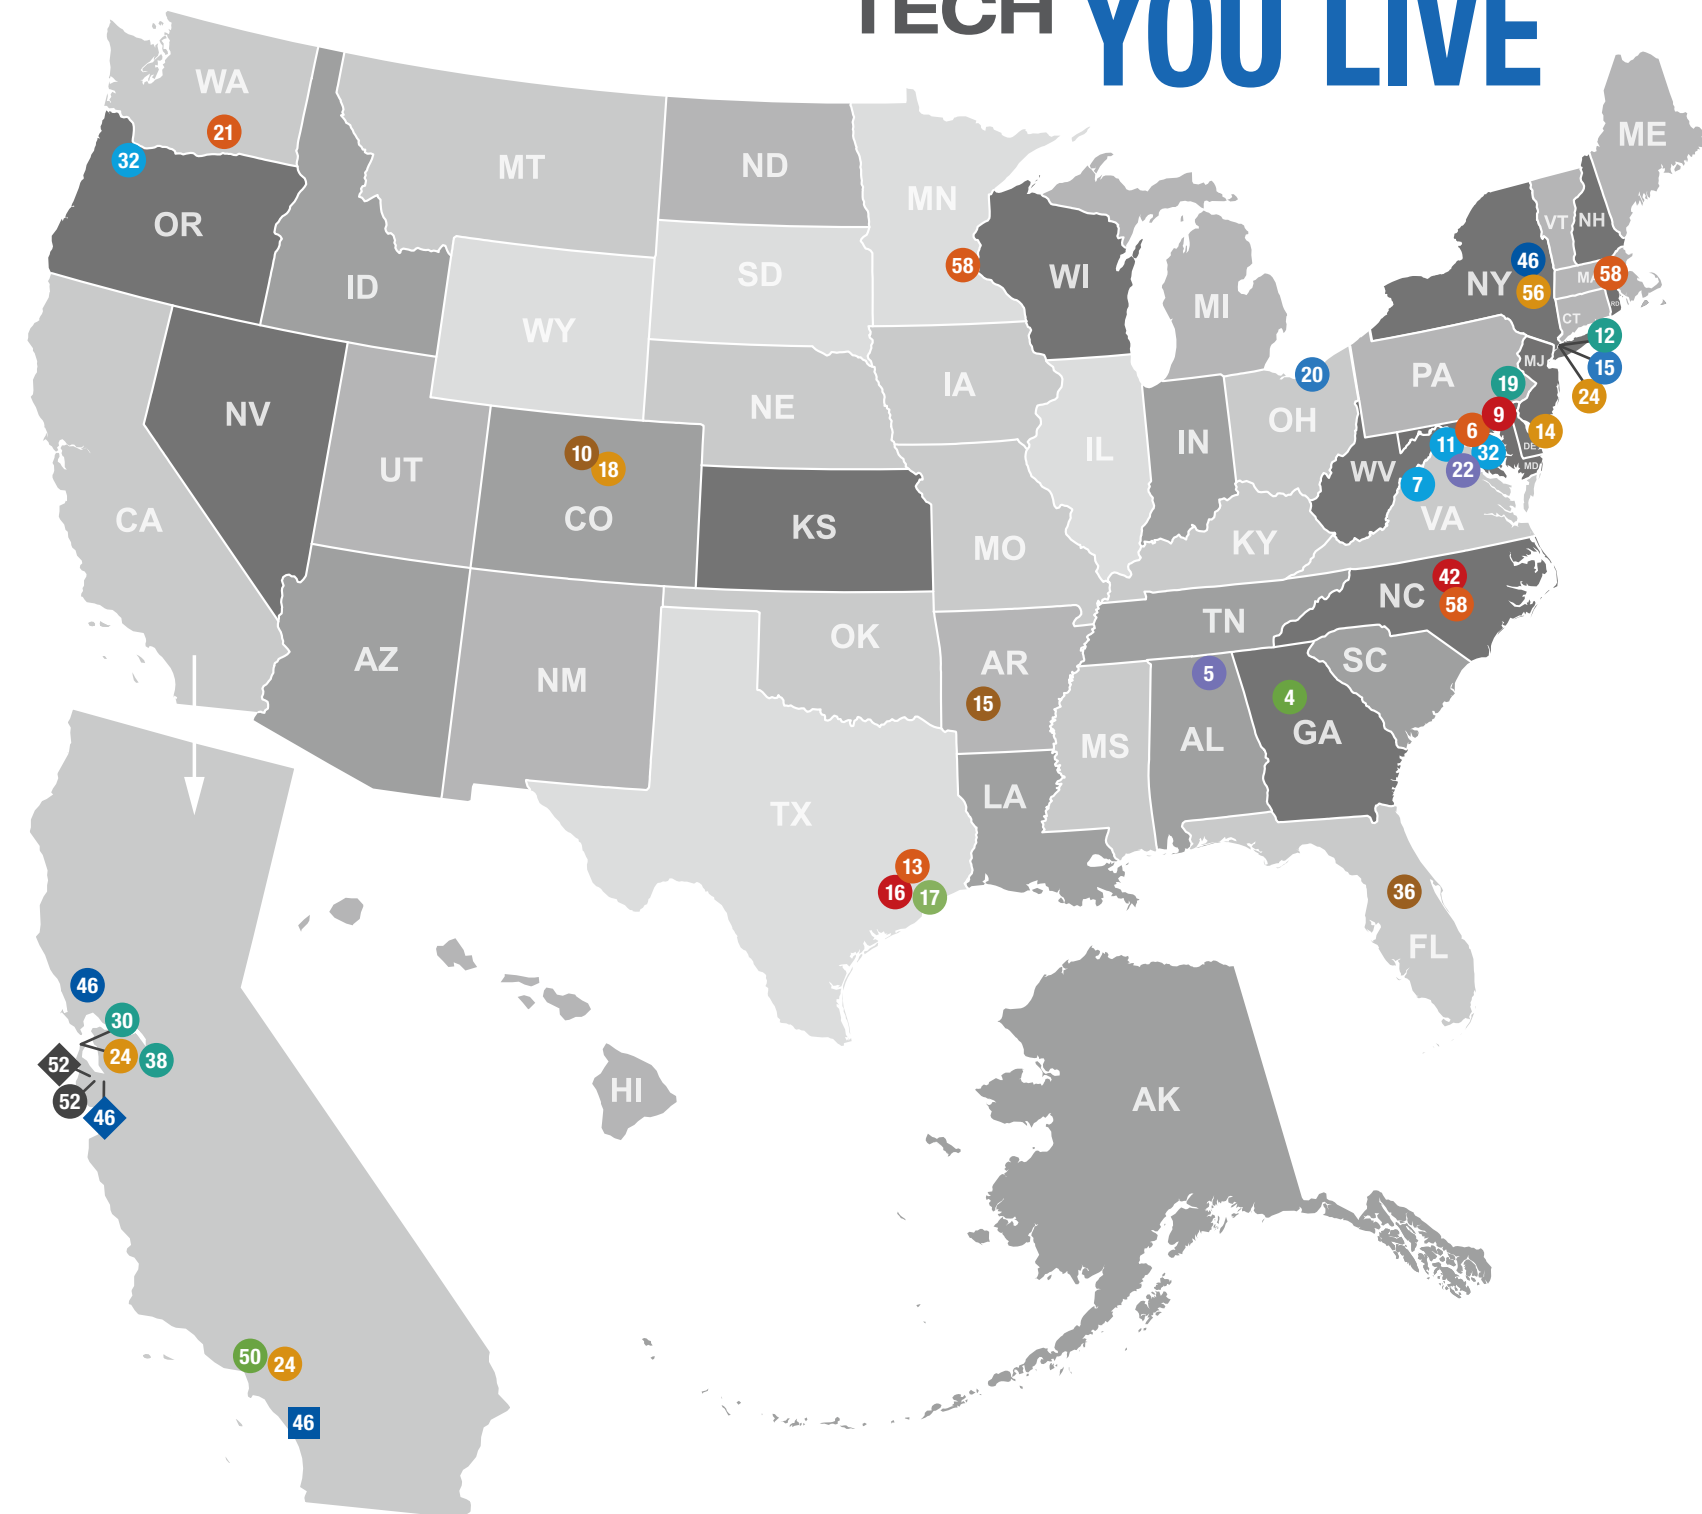 TECH YOU LIVE
WA
21
32
OR
MT
ND
MN
58
ID
SD
WI
MI
ME
VT
NH
46
NY
56
MA
58
RD
CT
12
15
24
WY
IA
NE
20
OH
PA
MJ
19
9
6
14
11
32
DE
MD
22
7
WV
VA
NV
UT
10
18
CO
KS
MO
IL
IN
KY
CA
AZ
NM
OK
AR
15
TN
NC
42
58
SC
5
4
GA
AL
MS
LA
TX
13
16
17
36
FL
46
30
24
38
52
52
46
HI
AK
50
24
46